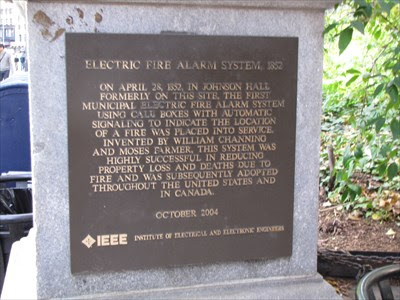 ELECTRIC FIRE ALARM SYSTEM, 1852
ON APRIL 28, 1852, IN JOHNSON HALL
FORMERLY ON THIS SITE, THE FIRST
MUNICIPAL ELECTRIC FIRE ALARM SYSTEM
USING CALL BOXES WITH AUTOMATIC
SIGNALING TO INDICATE THE LOCATION
OF A FIRE WAS PLACED INTO SERVICE.
INVENTED BY WILLIAM CHANNING
AND MOSES FARMER, THIS SYSTEM WAS
HIGHLY SUCCESSFUL IN REDUCING
PROPERTY LOSS AND DEATHS DUE TO
FIRE AND WAS SUBSEQUENTLY ADOPTED
THROUGHOUT THE UNITED STATES AND
IN CANADA.
OCTOBER 2004
IEEE INSTITUTE OF ELECTRICAL AND ELECTRONIC ENGINEERS